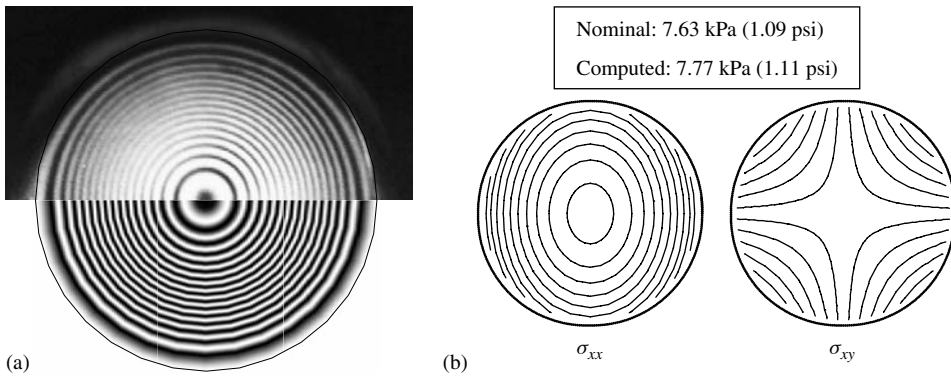 Nominal: 7.63 kPa (1.09 psi)
Computed: 7.77 kPa (1.11 psi)
(a)
(b)
σxx
σxy